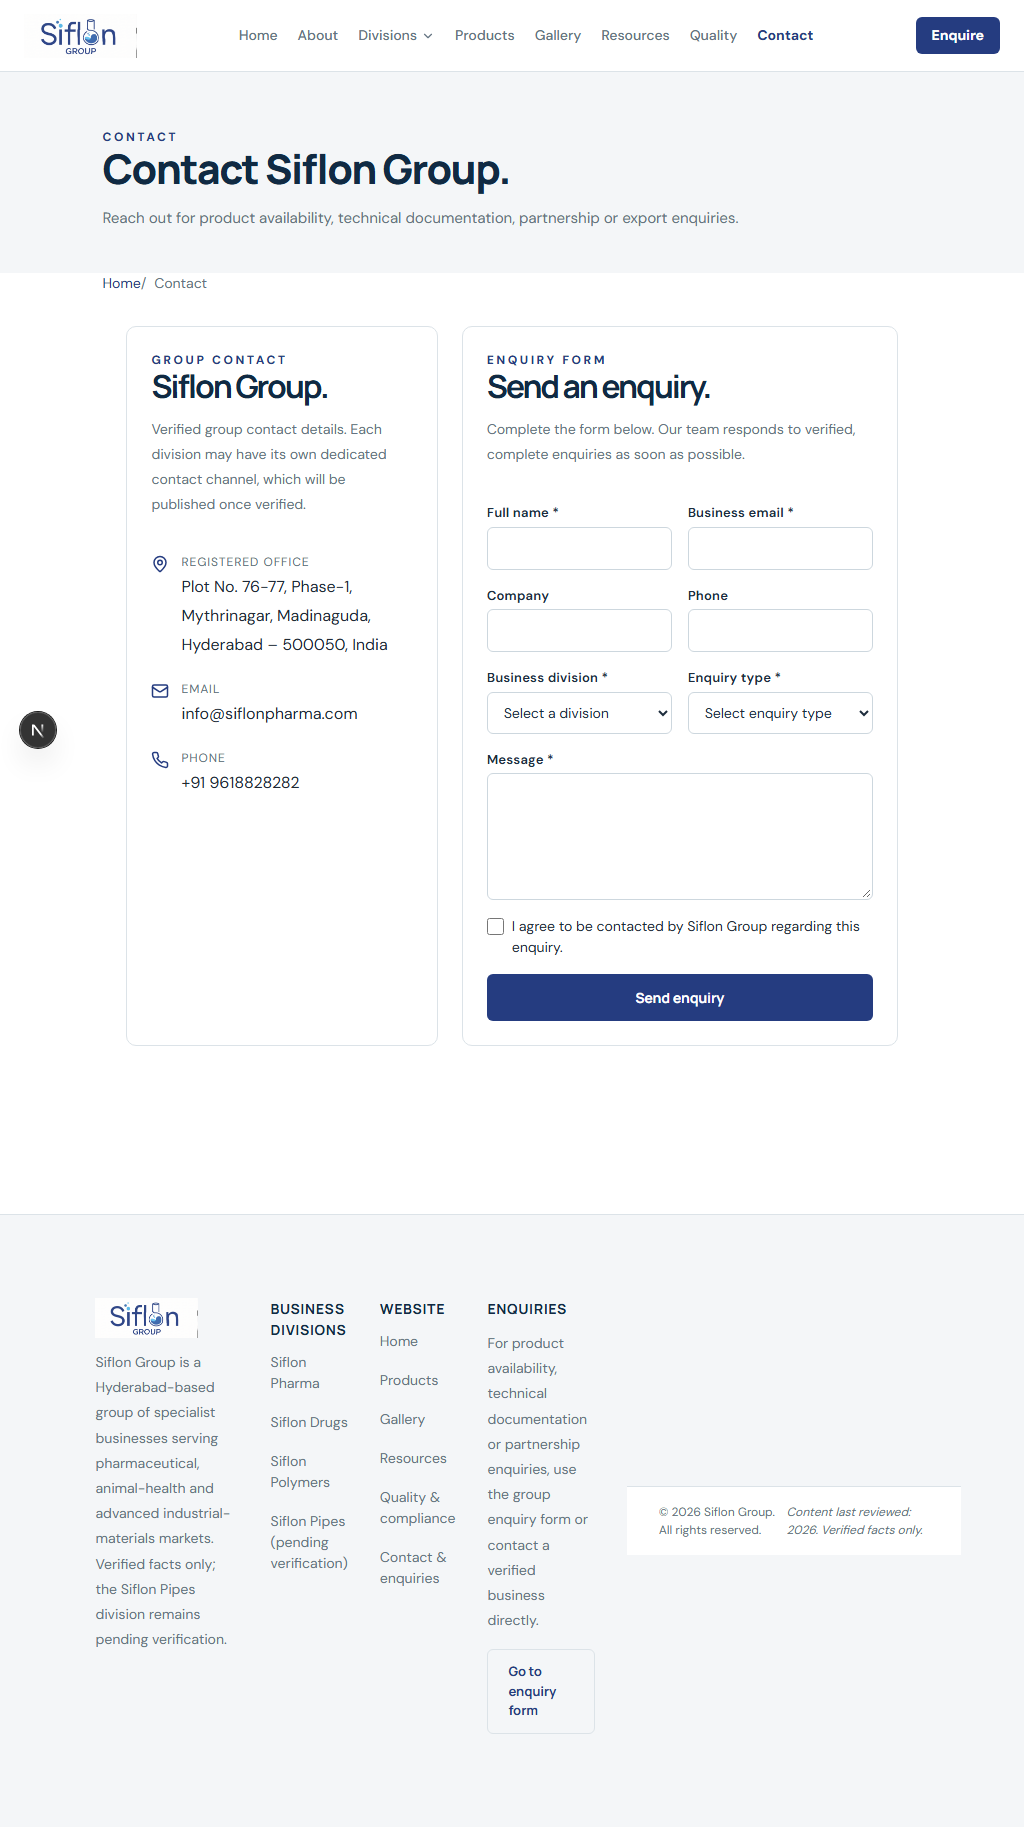 Siflon
GROUP
Home
About
Divisions
Products
Gallery
Resources
Quality
Contact
Enquire
CONTACT
Contact Siflon Group.
Reach out for product availability, technical documentation, partnership or export enquiries.
Home/ Contact
GROUP CONTACT
Siflon Group.
Verified group contact details. Each
division may have its own dedicated
contact channel, which will be
published once verified.
REGISTERED OFFICE
Plot No. 76-77, Phase-1,
Mythrinagar, Madinaguda,
Hyderabad – 500050, India
EMAIL
info@siflonpharma.com
PHONE
+91 9618828282
ENQUIRY FORM
Send an enquiry.
Complete the form below. Our team responds to verified,
complete enquiries as soon as possible.
Full name *
Business email *
Company
Phone
Business division *
Enquiry type *
Select a division
Select enquiry type
Message *
I agree to be contacted by Siflon Group regarding this
enquiry.
Send enquiry
N
Siflon
GROUP
Siflon Group is a
Hyderabad-based
group of specialist
businesses serving
pharmaceutical,
animal-health and
advanced industrial-
materials markets.
Verified facts only;
the Siflon Pipes
division remains
pending verification.
BUSINESS
DIVISIONS
Siflon
Pharma
Siflon Drugs
Siflon
Polymers
Siflon Pipes
(pending
verification)
WEBSITE
Home
Products
Gallery
Resources
Quality &
compliance
Contact &
enquiries
ENQUIRIES
For product
availability,
technical
documentation
or partnership
enquiries, use
the group
enquiry form or
contact a
verified
business
directly.
Go to
enquiry
form
© 2026 Siflon Group.
All rights reserved.
Content last reviewed:
2026. Verified facts only.